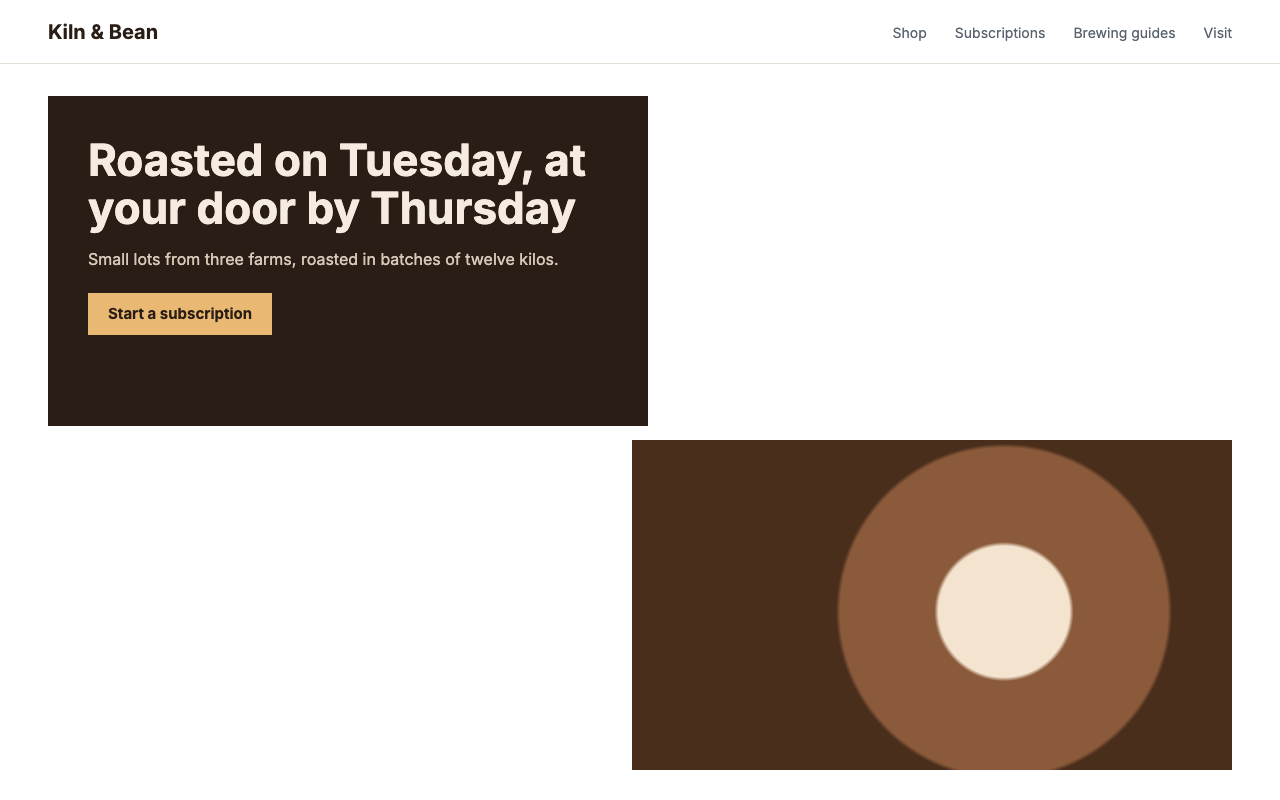 Kiln & Bean
Shop
Subscriptions
Brewing guides
Visit
Roasted on Tuesday, at
your door by Thursday
Small lots from three farms, roasted in batches of twelve kilos.
Start a subscription